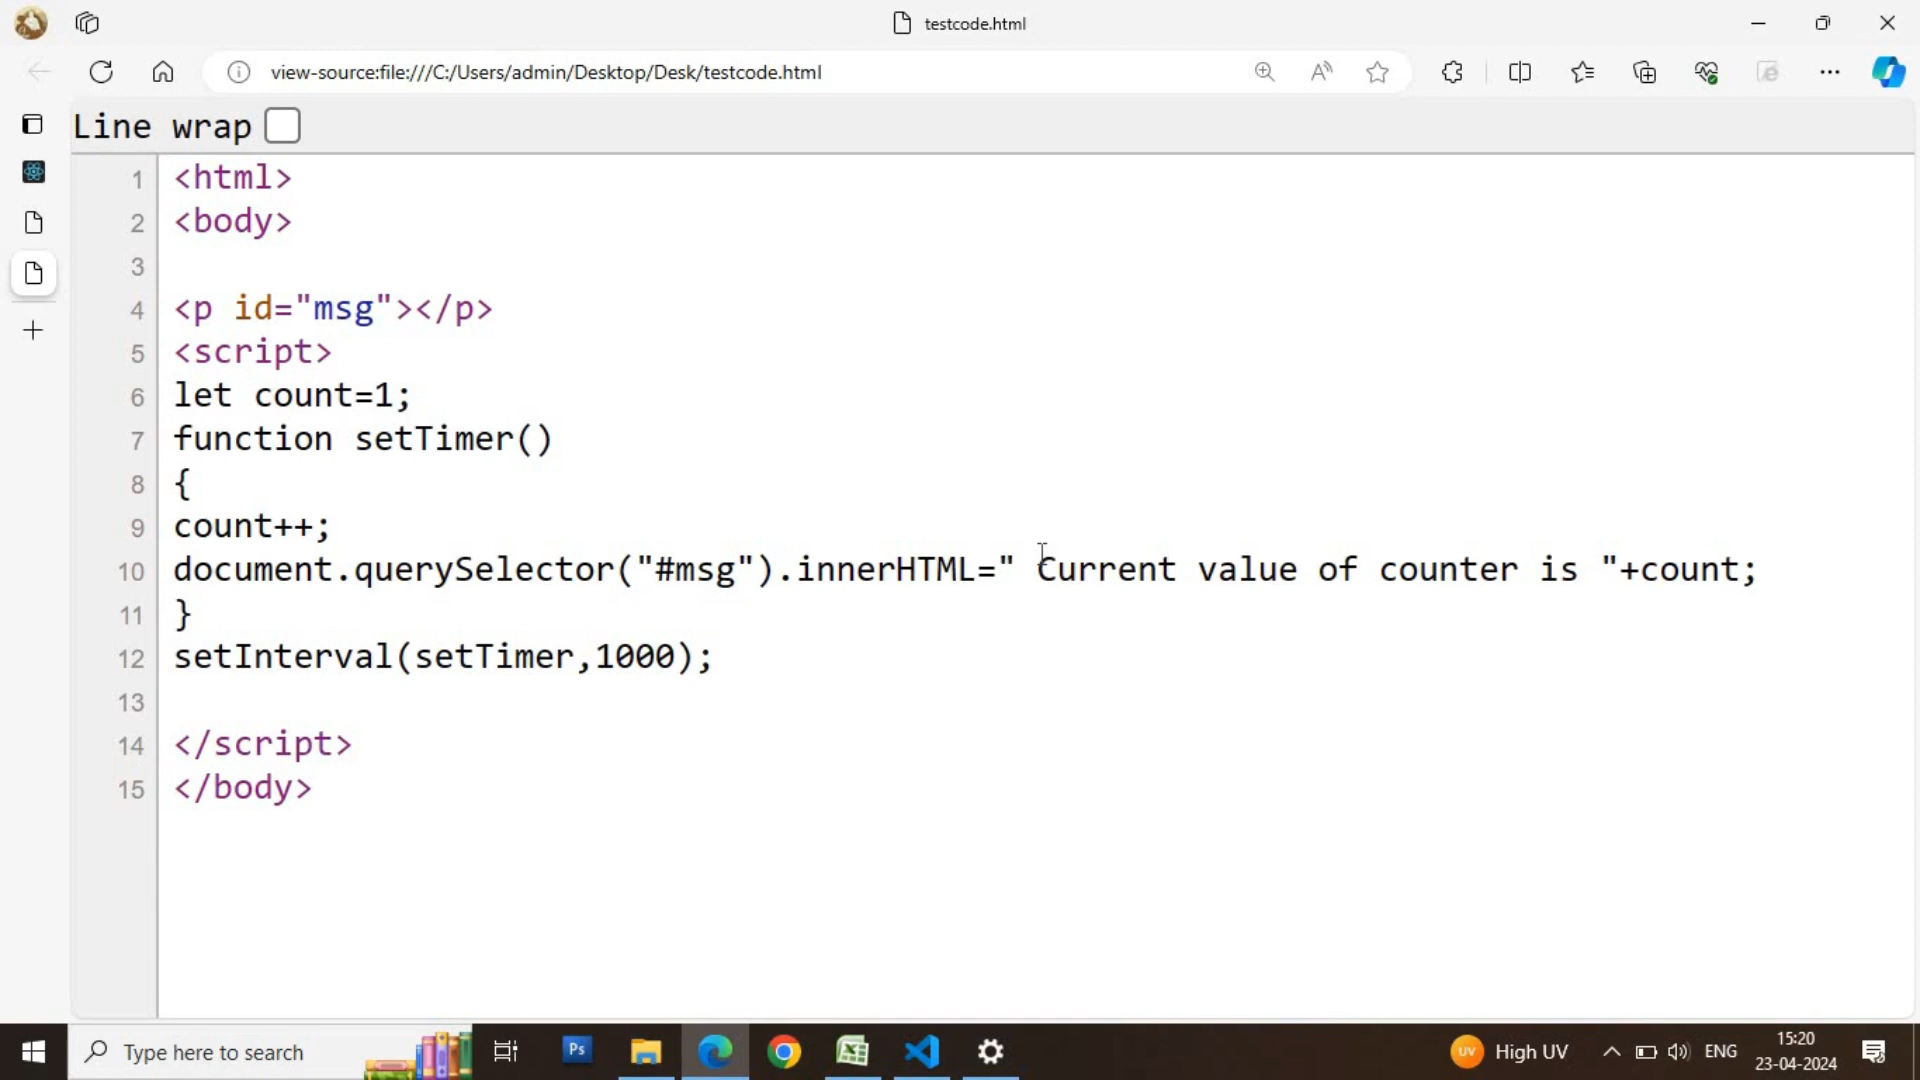 testcode.html
view-source:file:///C:/Users/admin/Desktop/Desk/testcode.html
Line wrap
1 <html>
2 <body>
3
4 <p id="msg"></p>
5 <script>
6 let count=1;
7 function setTimer()
8 {
9 count++;
10 document.querySelector("#msg").innerHTML=" Current value of counter is "+count;
11 }
12 setInterval(setTimer,1000);
13
14 </script>
15 </body>
Type here to search
Ps
UV High UV
ENG
15:20
23-04-2024